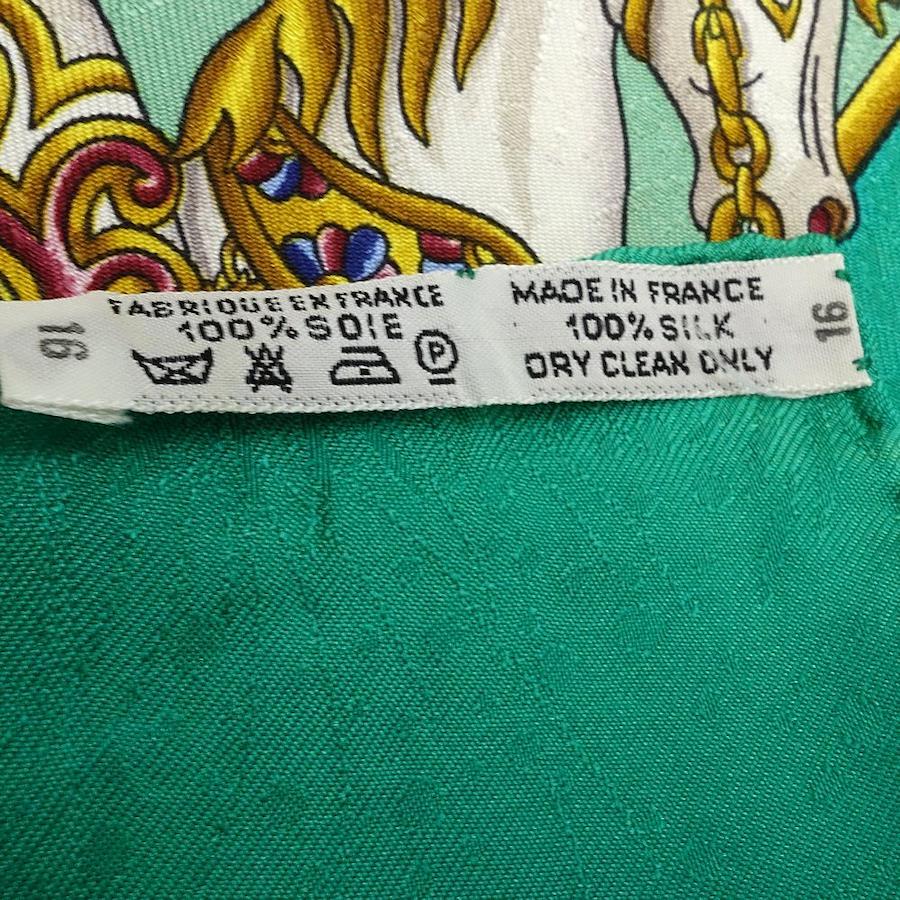 16
FABRIQUE EN FRANCE
100% SOIE
P
MADE IN FRANCE
100% SILK
DRY CLEAN ONLY
16